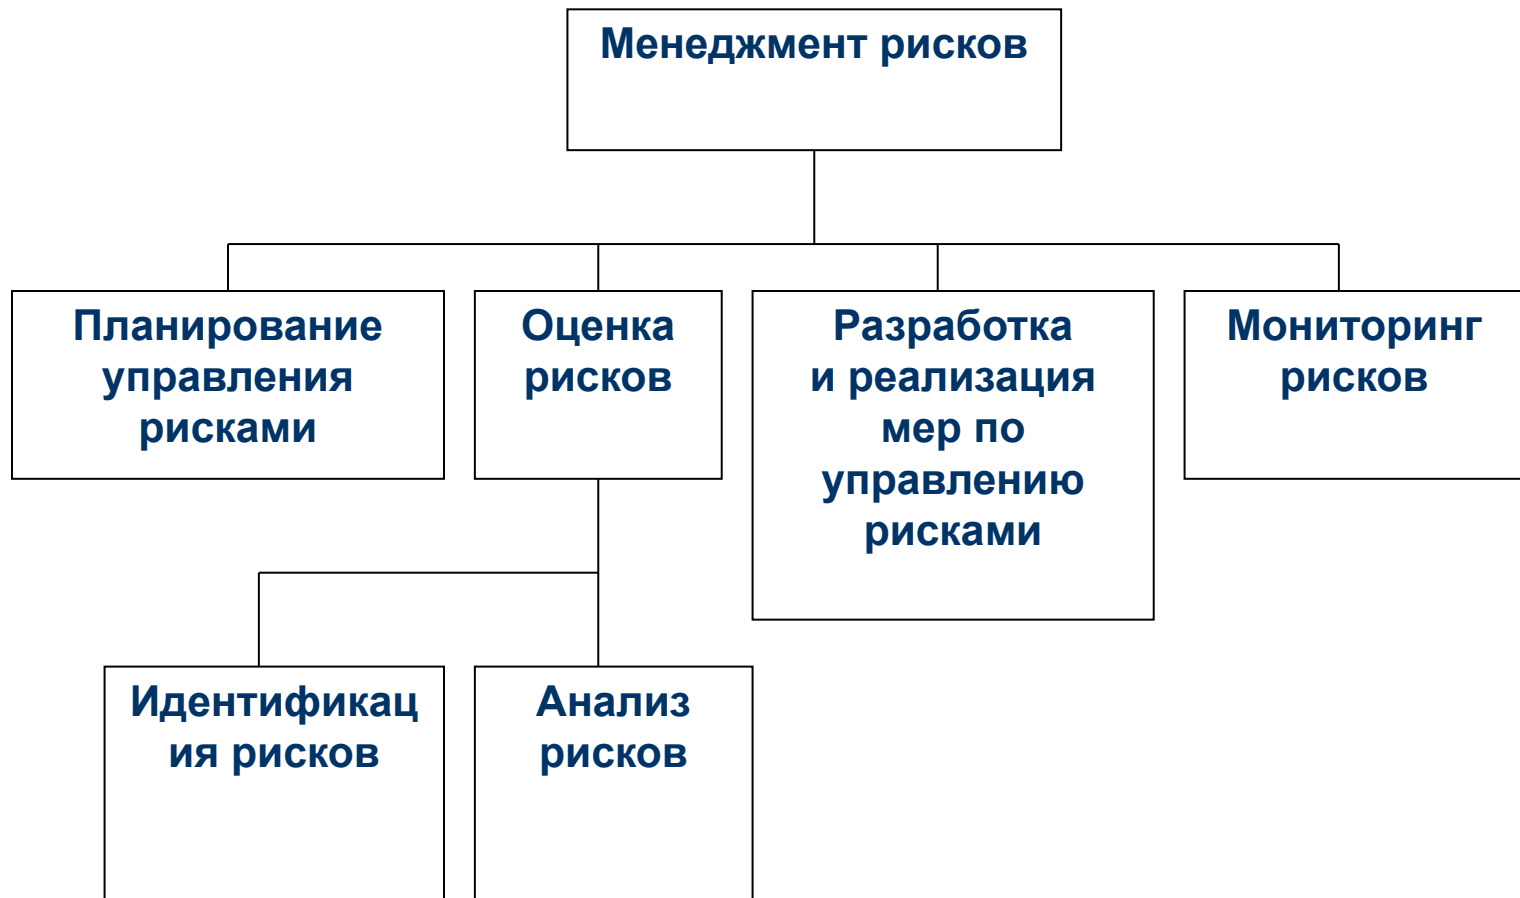 Менеджмент рисков
Планирование
управления
рисками
Оценка
рисков
Разработка
и реализация
мер по
управлению
рисками
Мониторинг
рисков
Идентификац
ия рисков
Анализ
рисков